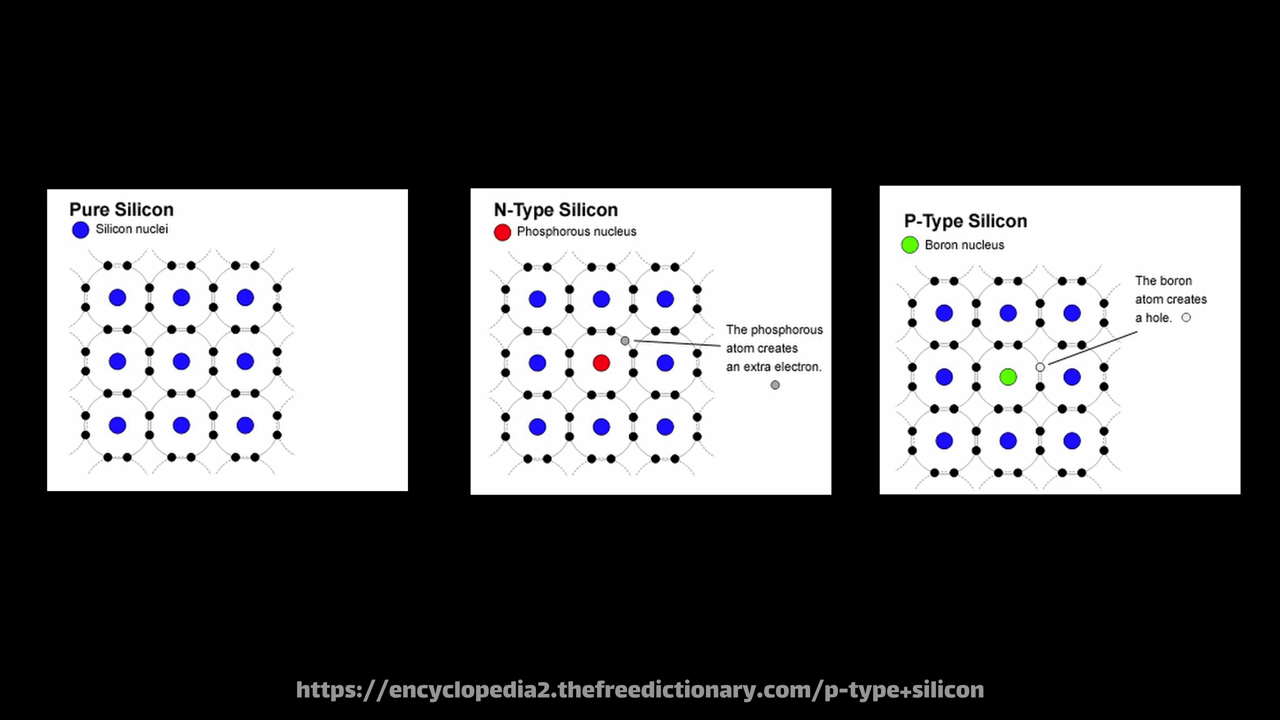 Pure Silicon
Silicon nuclei
N-Type Silicon
Phosphorous nucleus
The phosphorous
atom creates
an extra electron.
P-Type Silicon
Boron nucleus
The boron
atom creates
a hole.
https://encyclopedia2.thefreedictionary.com/p-type+silicon